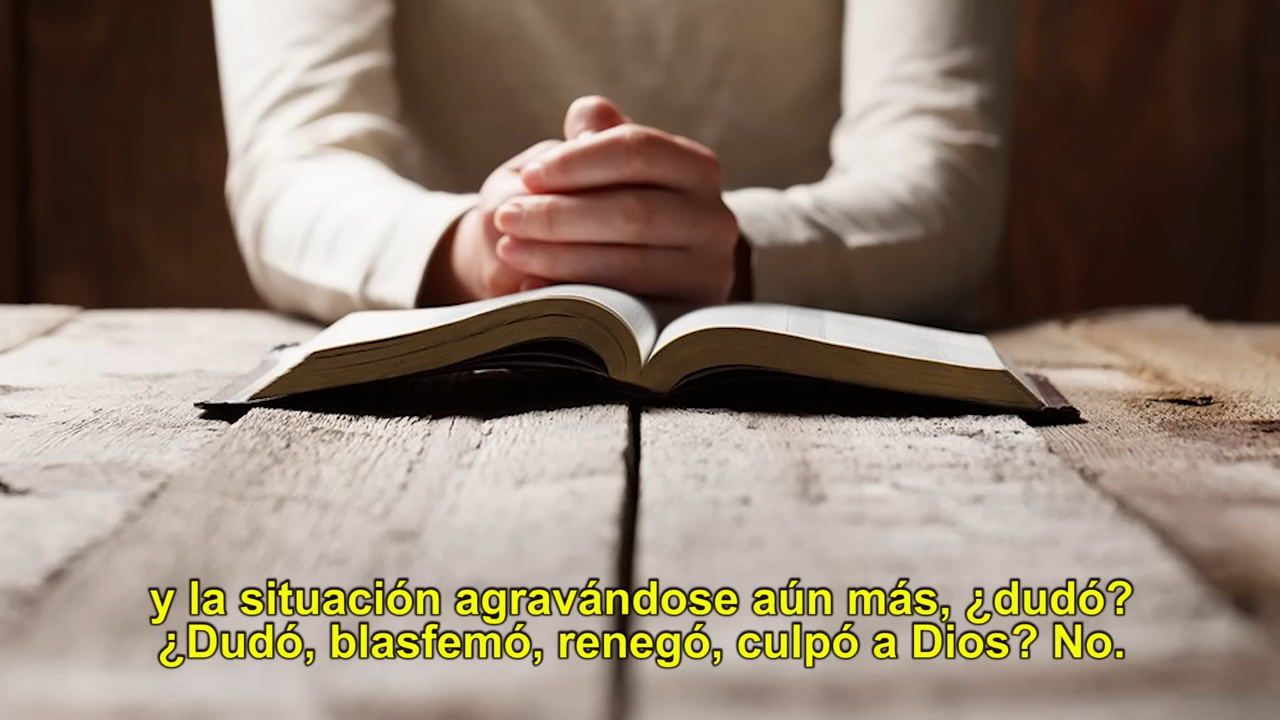 y la situación agravándose aún más, ¿dudó?
¿Dudó, blasfemó, renegó, culpó a Dios? No.